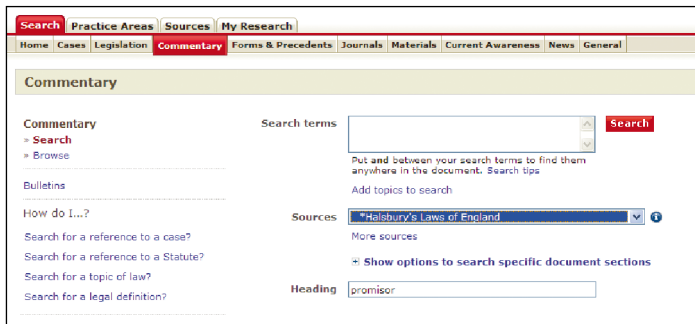 Search Practice Areas Sources My Research
Home Cases Legislation Commentary Forms & Precedents Journals Materials Current Awareness News General
Commentary
Commentary
» Search
» Browse
Bulletins
How do I...?
Search for a reference to a case?
Search for a reference to a Statute?
Search for a topic of law?
Search for a legal definition?
Search terms
Search
Put and between your search terms to find them
anywhere in the document. Search tips
Add topics to search
Sources *Halsbury's Laws of England
More sources
Show options to search specific document sections
Heading promisor